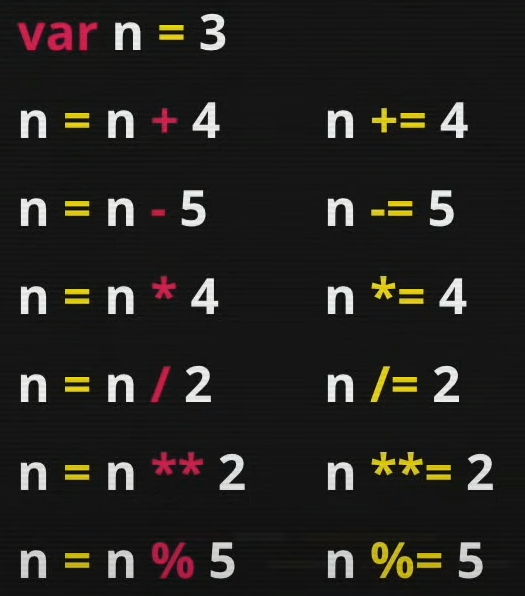 var n = 3
n = n + 4 n += 4
n = n - 5 n -= 5
n = n * 4 n *= 4
n = n / 2 n /= 2
n = n ** 2 n **= 2
n = n % 5 n %= 5